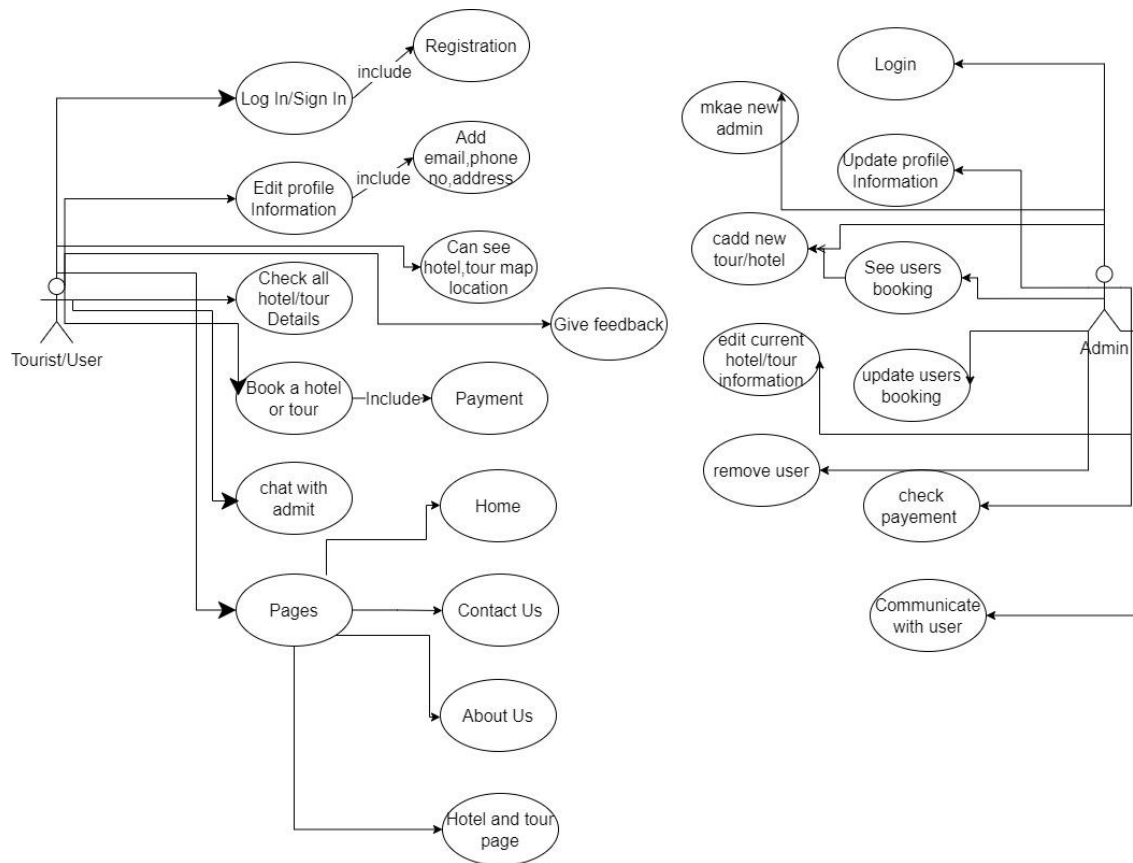 Registration
include
Log In/Sign In
Add
email,phone
no,address
include
Edit profile
Information
Can see
hotel,tour map
location
Check all
hotel/tour
Details
Give feedback
Tourist/User
Book a hotel
or tour
Include
Payment
chat with
admit
Home
Pages
Contact Us
About Us
Hotel and tour
page
Login
mkae new
admin
Update profile
Information
cadd new
tour/hotel
See users
booking
Admin
edit current
hotel/tour
information
update users
booking
remove user
check
payement
Communicate
with user